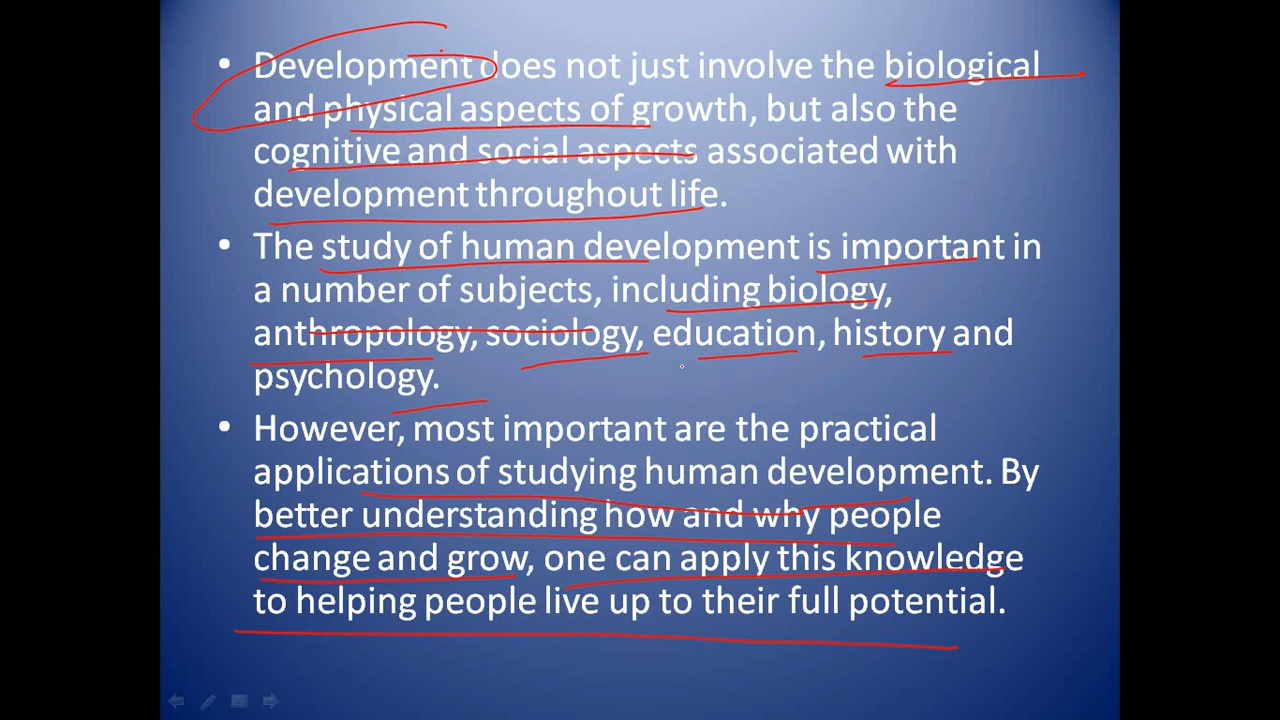 • Development does not just involve the biological
and physical aspects of growth, but also the
cognitive and social aspects associated with
development throughout life.
• The study of human development is important in
a number of subjects, including biology,
anthropology, sociology, education, history and
psychology.
• However, most important are the practical
applications of studying human development. By
better understanding how and why people
change and grow, one can apply this knowledge
to helping people live up to their full potential.